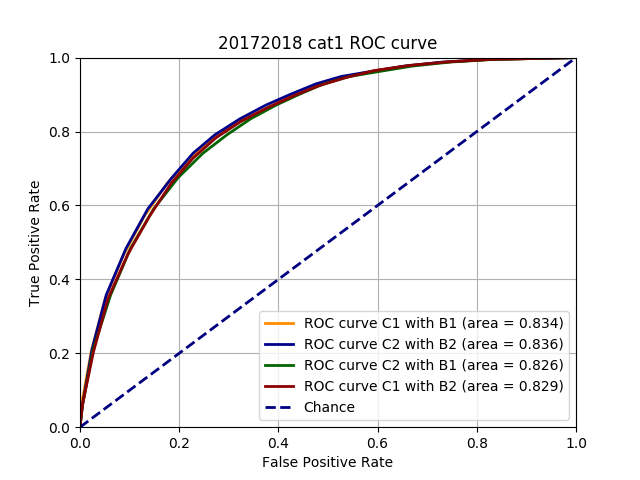 20172018 cat1 ROC curve
1.0
0.8
0.6
0.4
0.2
0.0
True Positive Rate
ROC curve C1 with B1 (area = 0.834)
ROC curve C2 with B2 (area = 0.836)
ROC curve C2 with B1 (area = 0.826)
ROC curve C1 with B2 (area = 0.829)
Chance
0.0 0.2 0.4 0.6 0.8 1.0
False Positive Rate